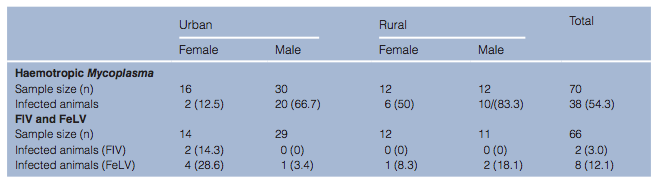 Urban Rural Total
Female Male Female Male
Haemotropic Mycoplasma
Sample size (n) 16 30 12 12 70
Infected animals 2 (12.5) 20 (66.7) 6 (50) 10/(83.3) 38 (54.3)
FIV and FeLV
Sample size (n) 14 29 12 11 66
Infected animals (FIV) 2 (14.3) 0 (0) 0 (0) 0 (0) 2 (3.0)
Infected animals (FeLV) 4 (28.6) 1 (3.4) 1 (8.3) 2 (18.1) 8 (12.1)